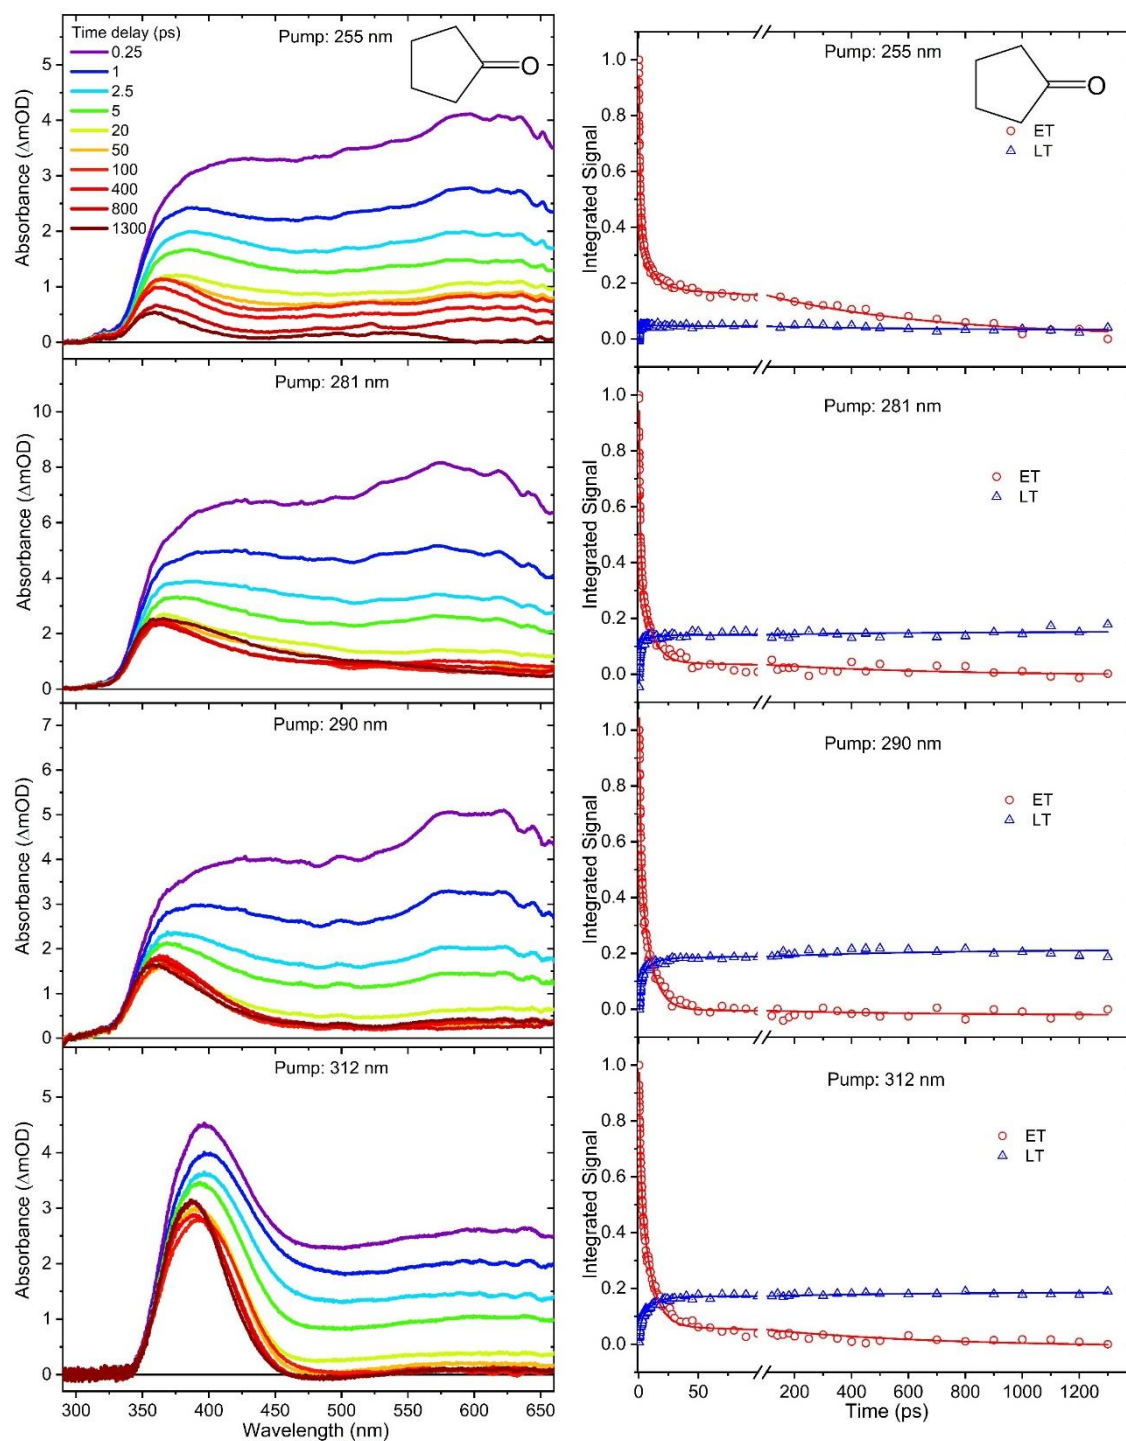 Time delay (ps)
0.25
1
2.5
5
20
50
100
400
800
1300
Pump: 255 nm
O
Absorbance (ΔmOD)
5
4
3
2
1
0
Pump: 281 nm
Absorbance (ΔmOD)
10
8
6
4
2
0
Pump: 290 nm
Absorbance (ΔmOD)
7
6
5
4
3
2
1
0
Pump: 312 nm
Absorbance (ΔmOD)
5
4
3
2
1
0
300 350 400 450 500 550 600 650
Wavelength (nm)
Pump: 255 nm
O
ET
LT
Integrated Signal
1.0
0.8
0.6
0.4
0.2
0.0
Pump: 281 nm
ET
LT
Integrated Signal
1.0
0.8
0.6
0.4
0.2
0.0
Pump: 290 nm
ET
LT
Integrated Signal
1.0
0.8
0.6
0.4
0.2
0.0
Pump: 312 nm
ET
LT
Integrated Signal
1.0
0.8
0.6
0.4
0.2
0.0
0 50 200 400 600 800 1000 1200
Time (ps)